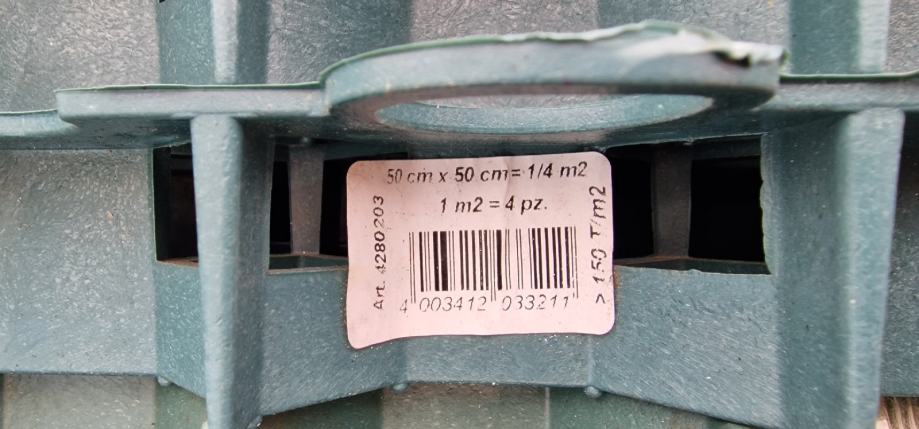 50 cm x 50 cm= 1/4 m2
1 m2 = 4 pz.
Art. 4280203
> 150 T/m2
4 003412 033211